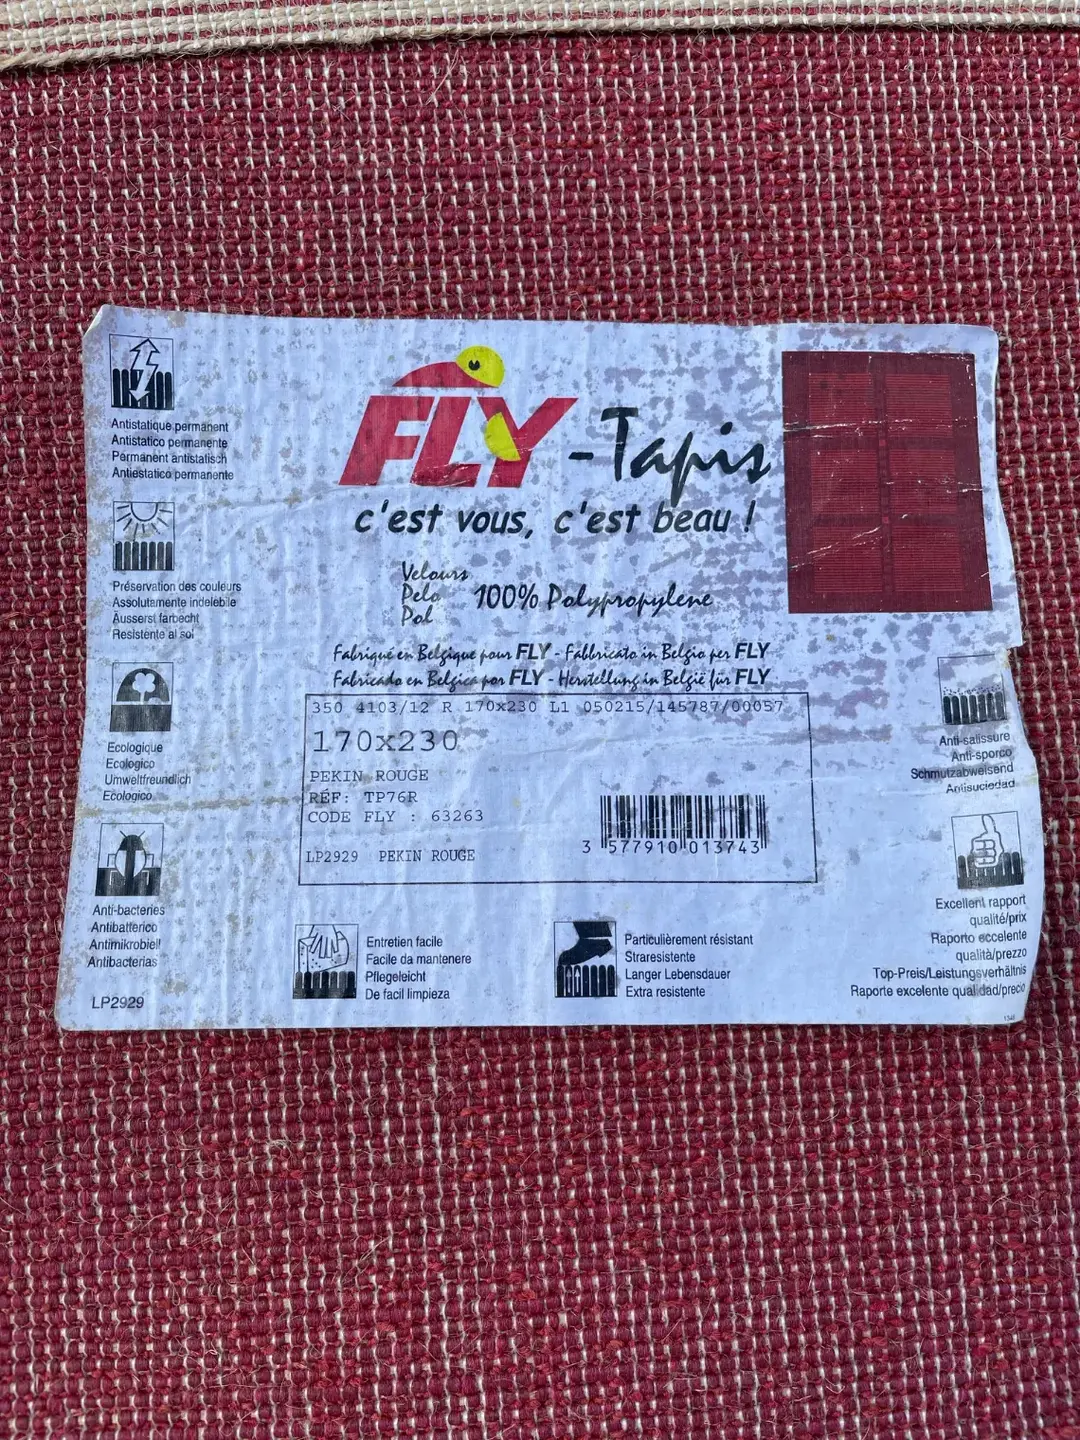 FLY -Tapis
c'est vous, c'est beau !
Velours
Pelo
Pol
100% Polypropylene
Fabriqué en Belgique pour FLY - Fabbricato in Belgio per FLY
Fabricado en Belgica por FLY - Herstellung in België für FLY
350 4103/12 R 170x230 L1 050215/145787/00057
170x230
PEKIN ROUGE
REF: TP76R
CODE FLY : 63263
LP2929 PEKIN ROUGE
3 577910 013743
Antistatique permanent
Antistatico permanente
Permanent antistatisch
Antiestatico permanente
Préservation des couleurs
Assolutamente indelebile
Äusserst farbecht
Resistente al sol
Ecologique
Ecologico
Umweltfreundlich
Ecologico
Anti-bacteries
Antibatterico
Antimikrobiell
Antibacterias
LP2929
Entretien facile
Facile da mantenere
Pflegeleicht
De facil limpieza
Particulièrement résistant
Straresistente
Langer Lebensdauer
Extra resistente
Anti-salissure
Anti-sporco
Schmutzabweisend
Antisuciedad
Excellent rapport
qualité/prix
Raporto eccelente
qualità/prezzo
Top-Preis/Leistungsverhältnis
Raporte excelente qualidad/precio